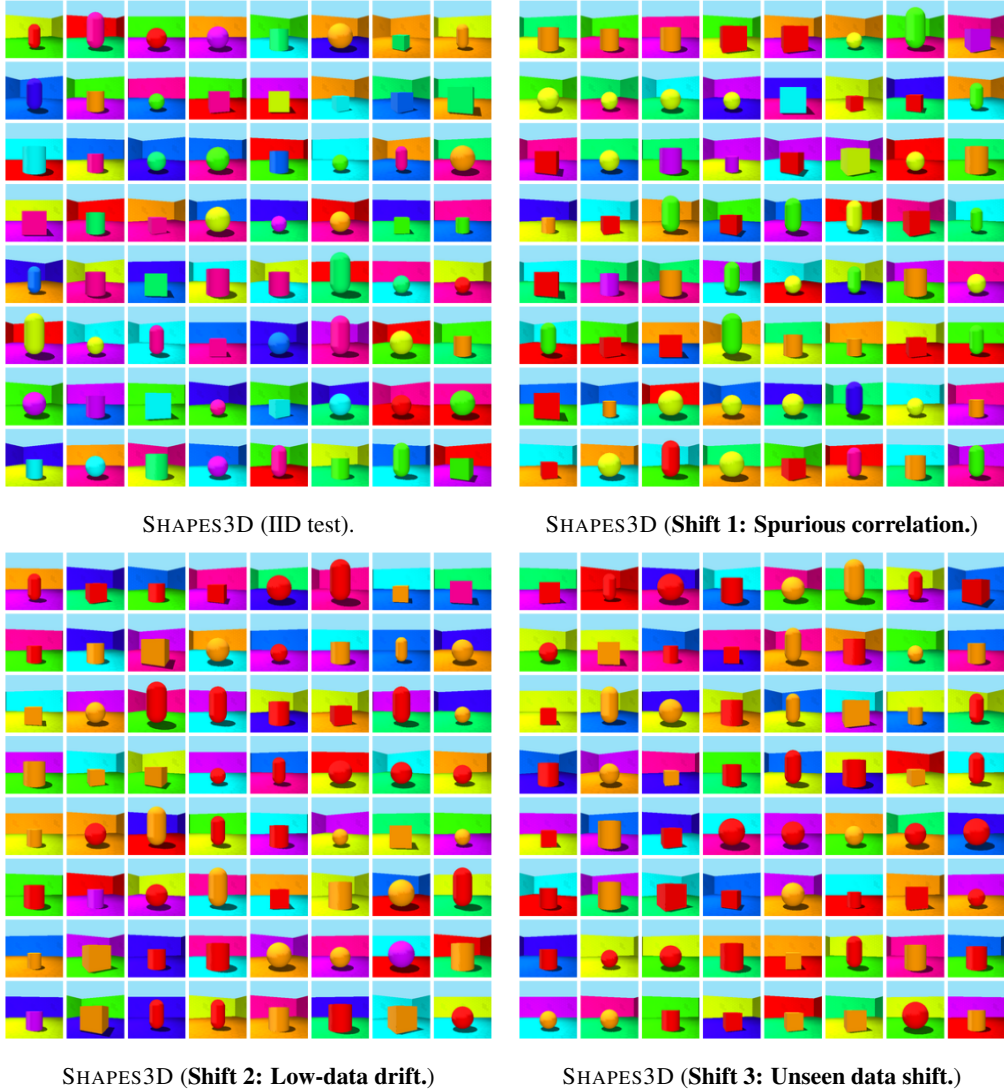 SHAPES3D (IID test).
SHAPES3D (Shift 1: Spurious correlation.)
SHAPES3D (Shift 2: Low-data drift.)
SHAPES3D (Shift 3: Unseen data shift.)